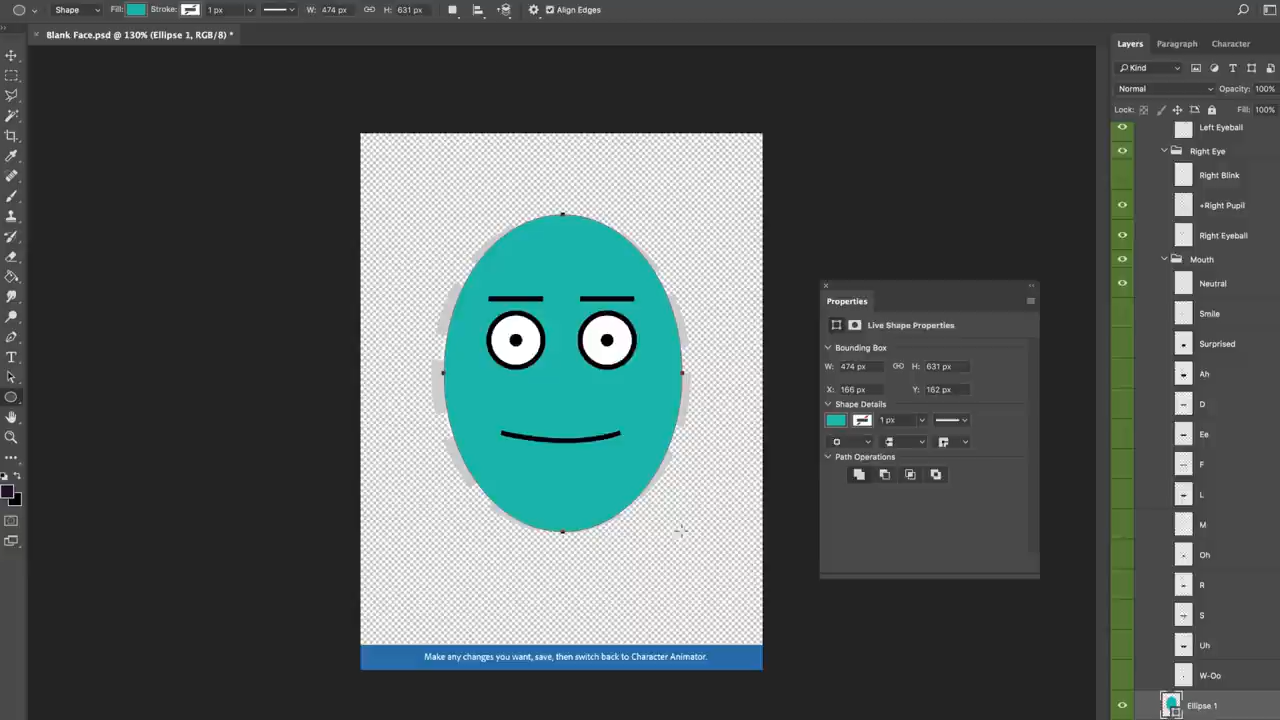 Shape Fill: Stroke: 1 px W: 474 px H: 631 px Align Edges
Blank Face.psd @ 130% (Ellipse 1, RGB/8) *
Layers Paragraph Character
Kind
Normal Opacity: 100%
Lock: Fill: 100%
Left Eyeball
Right Eye
Right Blink
+Right Pupil
Right Eyeball
Mouth
Neutral
Smile
Surprised
Ah
D
Ee
F
L
M
Oh
R
S
Uh
W-Oo
Ellipse 1
Properties
Live Shape Properties
Bounding Box
W: 474 px H: 631 px
X: 166 px Y: 162 px
Shape Details
1 px
Path Operations
Make any changes you want, save, then switch back to Character Animator.